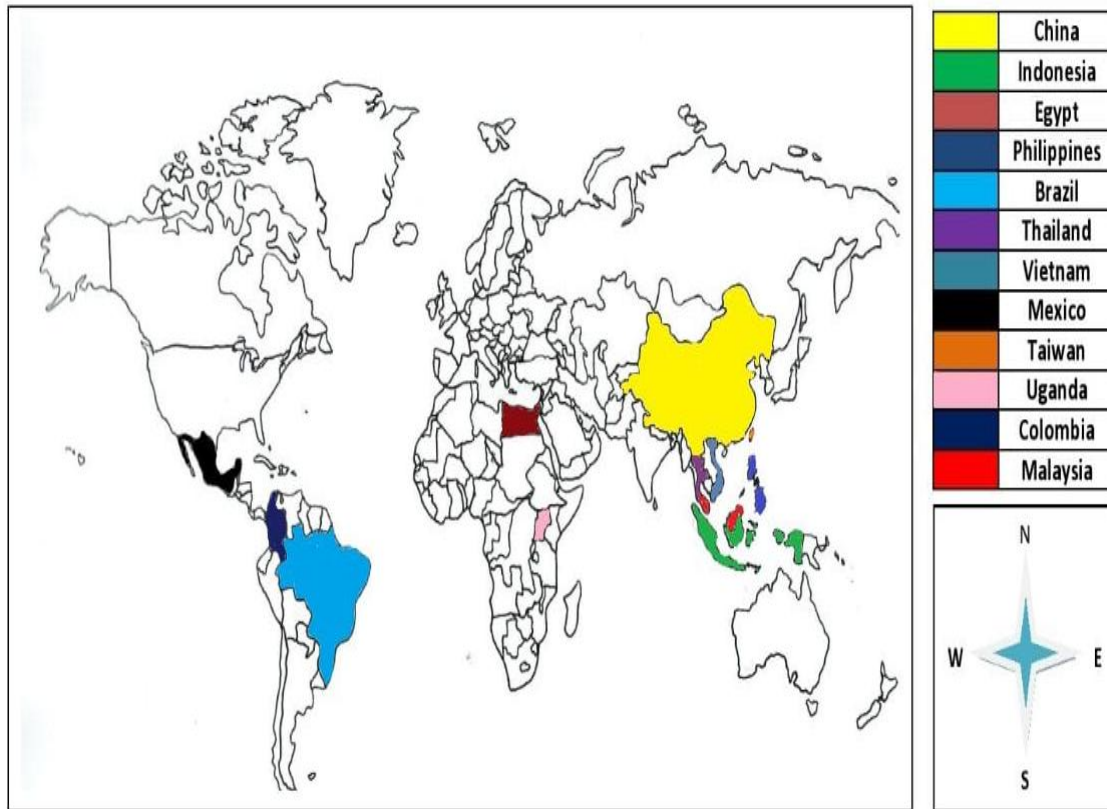 China
Indonesia
Egypt
Philippines
Brazil
Thailand
Vietnam
Mexico
Taiwan
Uganda
Colombia
Malaysia
N
W E
S